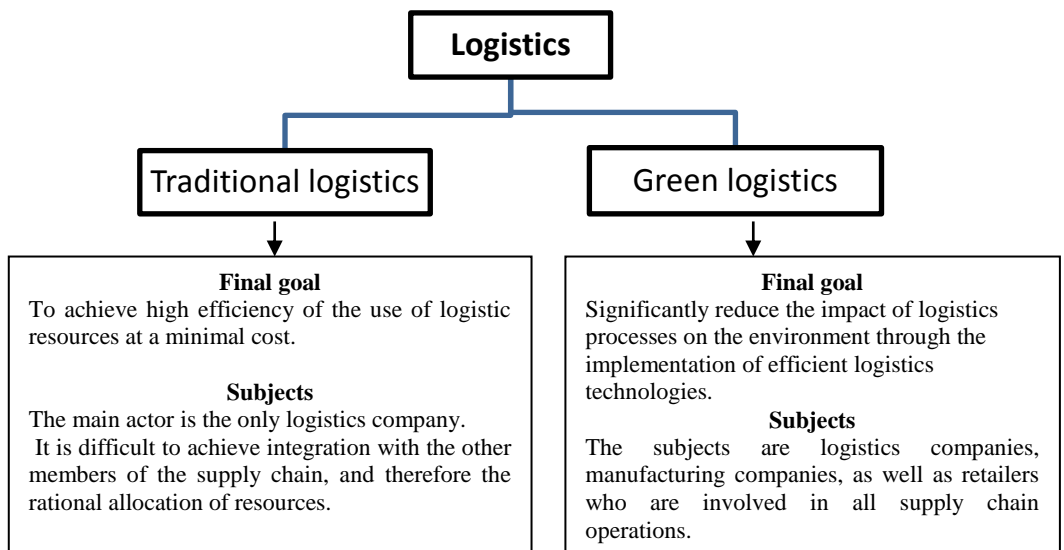 Logistics
Traditional logistics
Green logistics
Final goal
To achieve high efficiency of the use of logistic
resources at a minimal cost.
Subjects
The main actor is the only logistics company.
It is difficult to achieve integration with the other
members of the supply chain, and therefore the
rational allocation of resources.
Final goal
Significantly reduce the impact of logistics
processes on the environment through the
implementation of efficient logistics
technologies.
Subjects
The subjects are logistics companies,
manufacturing companies, as well as retailers
who are involved in all supply chain
operations.